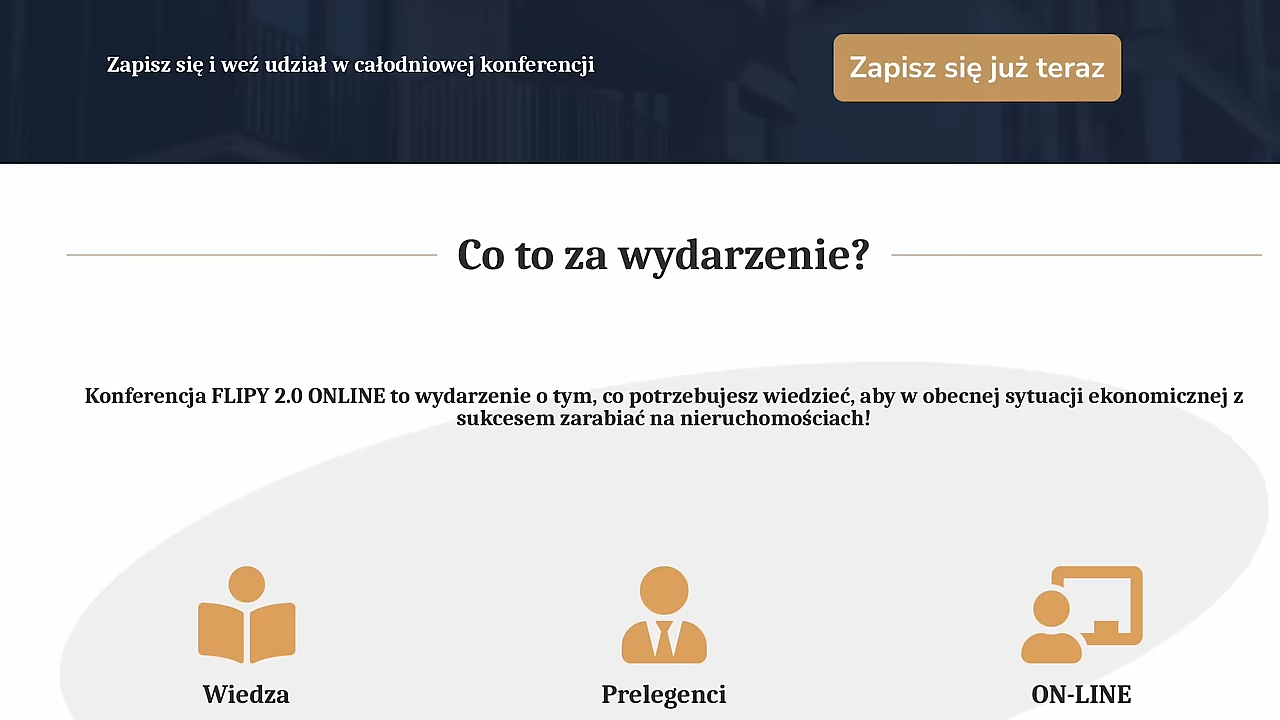 Zapisz się i weź udział w całodniowej konferencji
Zapisz się już teraz
Co to za wydarzenie?
Konferencja FLIPY 2.0 ONLINE to wydarzenie o tym, co potrzebujesz wiedzieć, aby w obecnej sytuacji ekonomicznej z
sukcesem zarabiać na nieruchomościach!
Wiedza
Prelegenci
ON-LINE